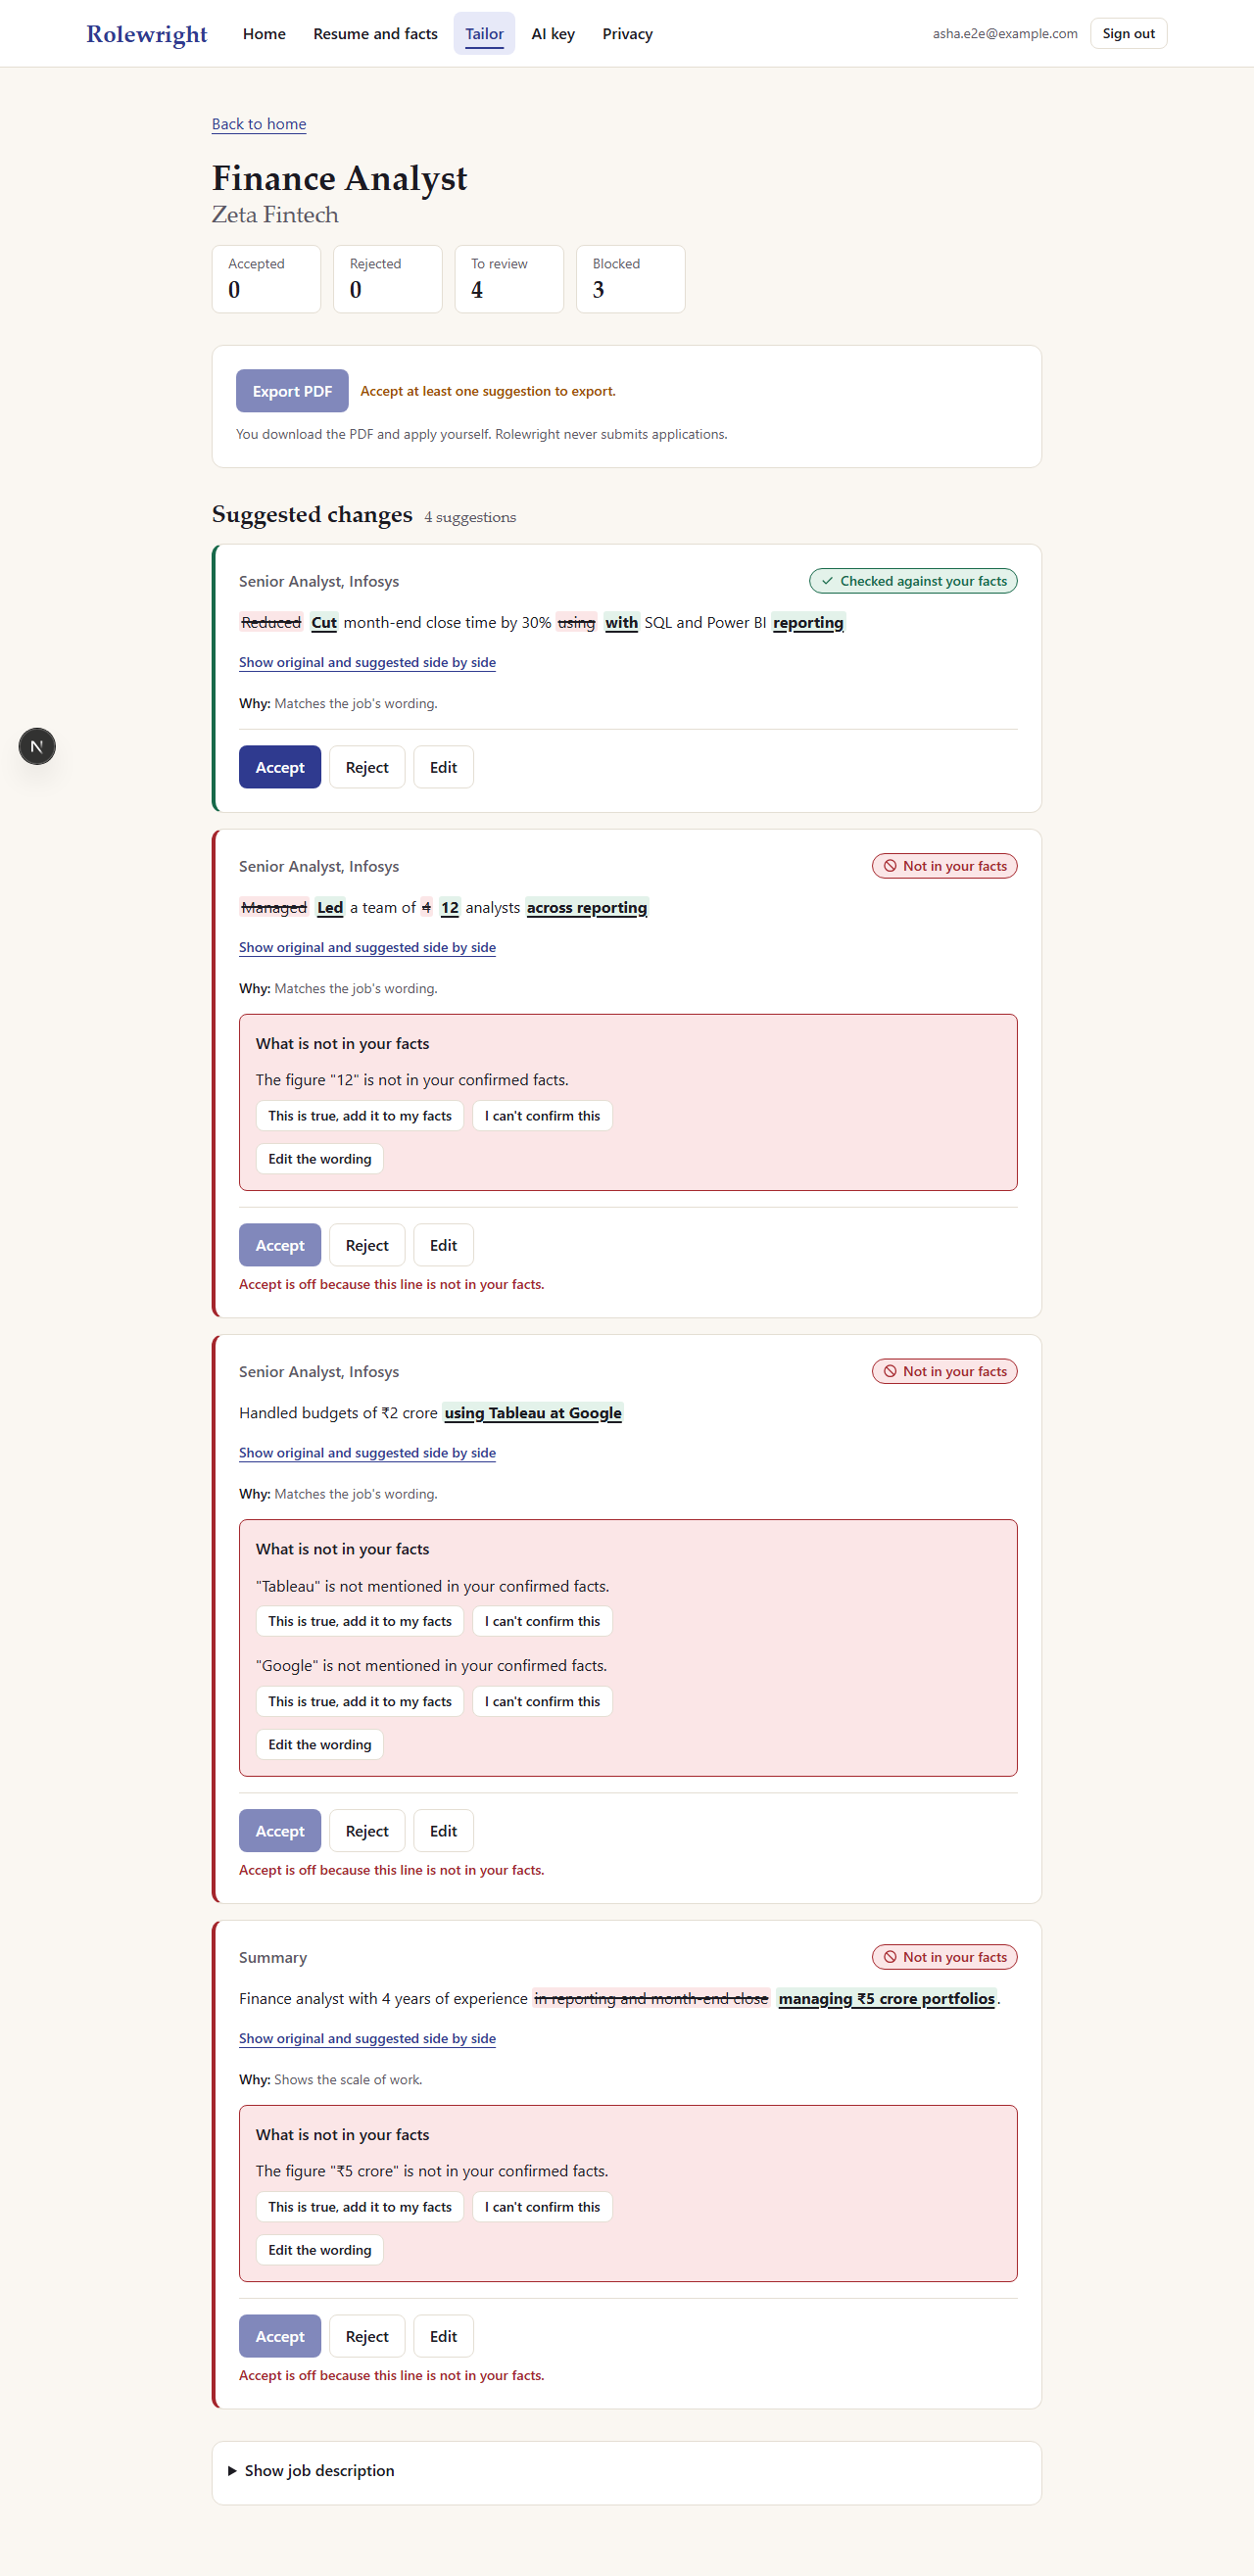 Rolewright Home Resume and facts Tailor AI key Privacy asha.e2e@example.com Sign out
Back to home
Finance Analyst
Zeta Fintech
Accepted Rejected To review Blocked
0 0 4 3
Export PDF Accept at least one suggestion to export.
You download the PDF and apply yourself. Rolewright never submits applications.
Suggested changes 4 suggestions
Senior Analyst, Infosys Checked against your facts
Reduced Cut month-end close time by 30% using with SQL and Power BI reporting
Show original and suggested side by side
Why: Matches the job's wording.
Accept Reject Edit
N
Senior Analyst, Infosys Not in your facts
Managed Led a team of 4 12 analysts across reporting
Show original and suggested side by side
Why: Matches the job's wording.
What is not in your facts
The figure "12" is not in your confirmed facts.
This is true, add it to my facts I can't confirm this
Edit the wording
Accept Reject Edit
Accept is off because this line is not in your facts.
Senior Analyst, Infosys Not in your facts
Handled budgets of ₹2 crore using Tableau at Google
Show original and suggested side by side
Why: Matches the job's wording.
What is not in your facts
"Tableau" is not mentioned in your confirmed facts.
This is true, add it to my facts I can't confirm this
"Google" is not mentioned in your confirmed facts.
This is true, add it to my facts I can't confirm this
Edit the wording
Accept Reject Edit
Accept is off because this line is not in your facts.
Summary Not in your facts
Finance analyst with 4 years of experience in reporting and month-end close managing ₹5 crore portfolios.
Show original and suggested side by side
Why: Shows the scale of work.
What is not in your facts
The figure "₹5 crore" is not in your confirmed facts.
This is true, add it to my facts I can't confirm this
Edit the wording
Accept Reject Edit
Accept is off because this line is not in your facts.
Show job description